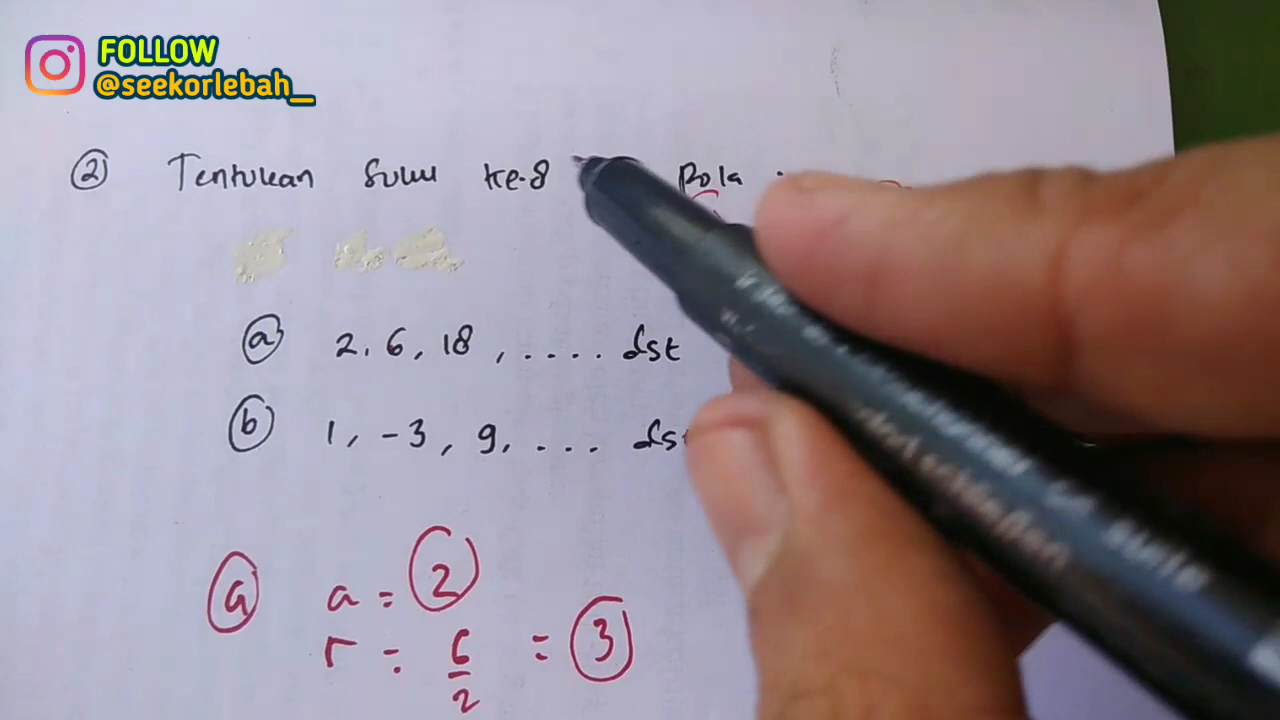 FOLLOW
@seekorlebah_
② Tentukan Suku ke-8 Pola :
ⓐ 2, 6, 18, .... dst
ⓑ 1, -3, 9, ... dst
ⓐ a = 2
r = 6/2 = 3